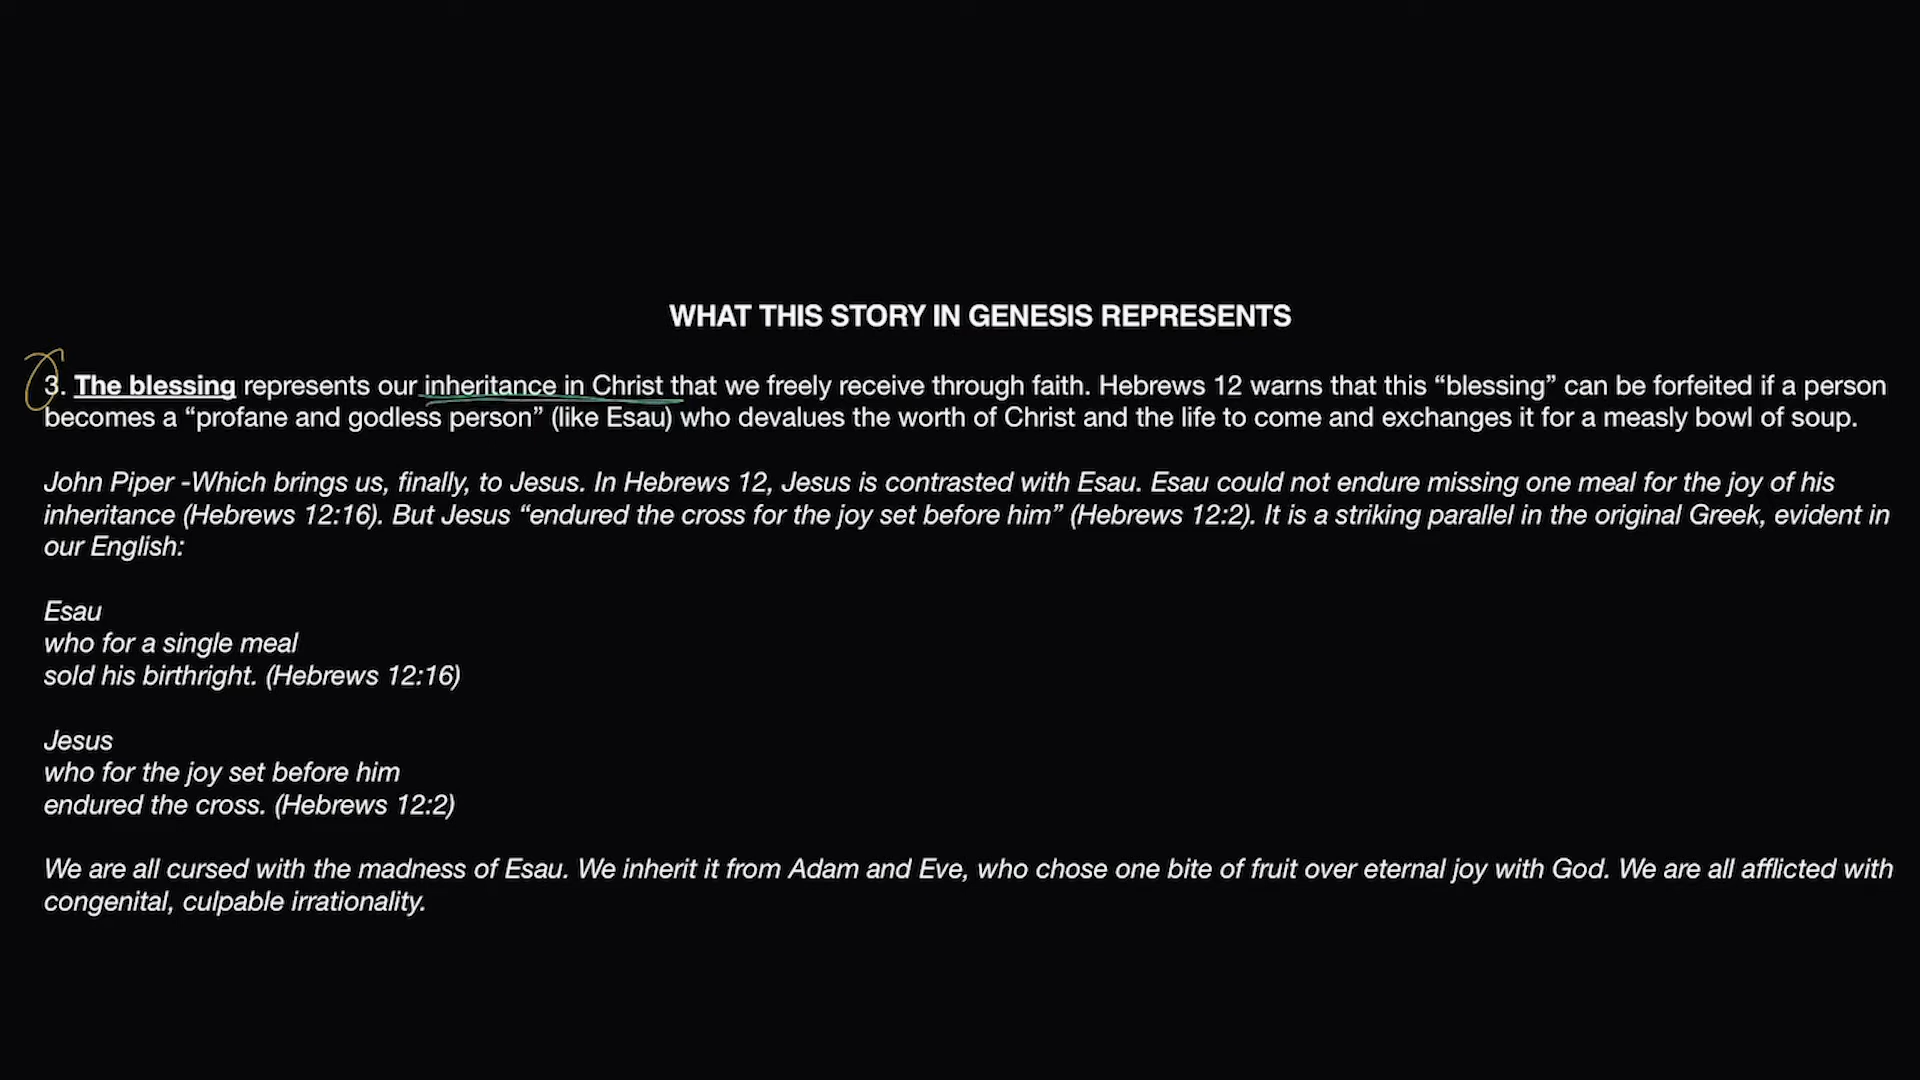 WHAT THIS STORY IN GENESIS REPRESENTS
3. The blessing represents our inheritance in Christ that we freely receive through faith. Hebrews 12 warns that this “blessing” can be forfeited if a person
becomes a “profane and godless person” (like Esau) who devalues the worth of Christ and the life to come and exchanges it for a measly bowl of soup.
John Piper -Which brings us, finally, to Jesus. In Hebrews 12, Jesus is contrasted with Esau. Esau could not endure missing one meal for the joy of his
inheritance (Hebrews 12:16). But Jesus “endured the cross for the joy set before him” (Hebrews 12:2). It is a striking parallel in the original Greek, evident in
our English:
Esau
who for a single meal
sold his birthright. (Hebrews 12:16)
Jesus
who for the joy set before him
endured the cross. (Hebrews 12:2)
We are all cursed with the madness of Esau. We inherit it from Adam and Eve, who chose one bite of fruit over eternal joy with God. We are all afflicted with
congenital, culpable irrationality.